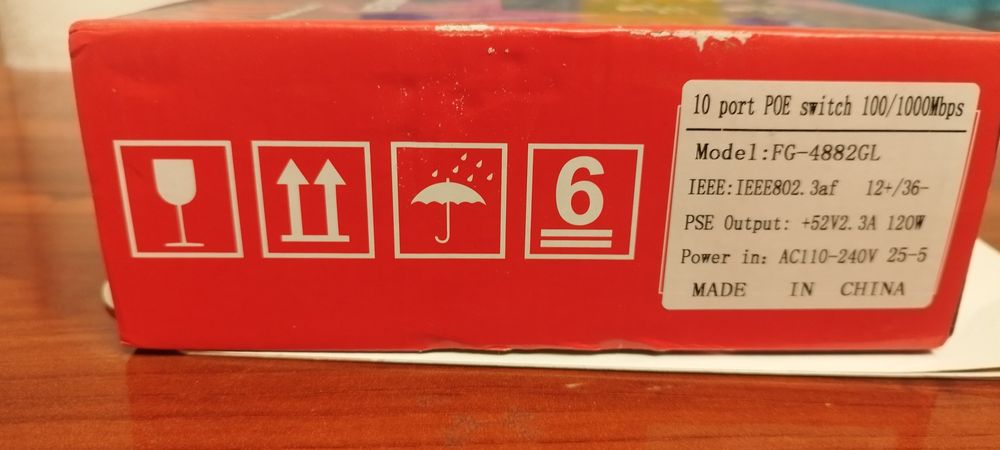 6
10 port POE switch 100/1000Mbps
Model:FG-4882GL
IEEE:IEEE802.3af 12+/36-
PSE Output: +52V2.3A 120W
Power in: AC110-240V 25-5
MADE IN CHINA